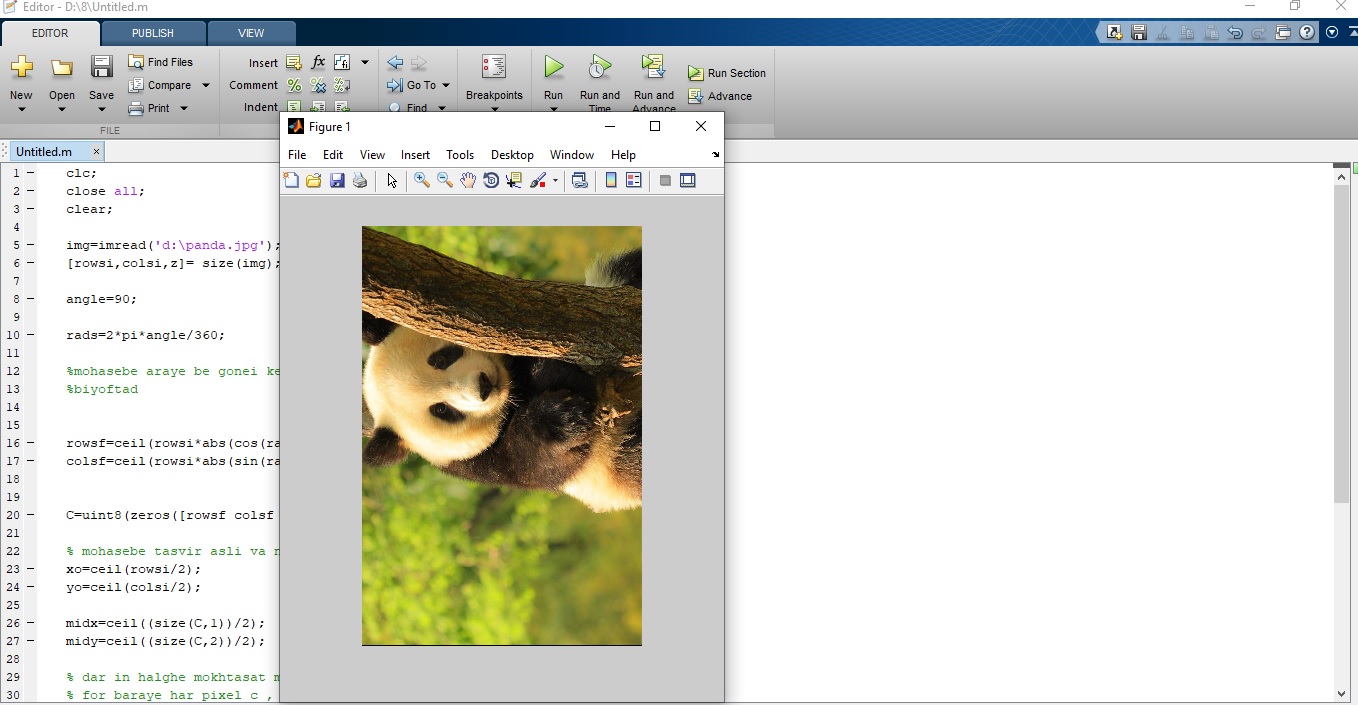 Editor - D:\8\Untitled.m
EDITOR PUBLISH VIEW
New Open Save Find Files Compare Print
FILE
Insert fx
Comment
Indent
Go To
Find
Breakpoints
Run
Run and Time
Run and Advance
Run Section
Advance
Untitled.m
Figure 1
File Edit View Insert Tools Desktop Window Help
1 clc;
2 close all;
3 clear;
4
5 img=imread('d:\panda.jpg');
6 [rowsi,colsi,z]= size(img);
7
8 angle=90;
9
10 rads=2*pi*angle/360;
11
12 %mohasebe araye be gonei ke
13 %biyoftad
14
15
16 rowsf=ceil(rowsi*abs(cos(ra
17 colsf=ceil(rowsi*abs(sin(ra
18
19
20 C=uint8(zeros([rowsf colsf
21
22 % mohasebe tasvir asli va
23 xo=ceil(rowsi/2);
24 yo=ceil(colsi/2);
25
26 midx=ceil((size(C,1))/2);
27 midy=ceil((size(C,2))/2);
28
29 % dar in halghe mokhtasat
30 % for baraye har pixel c ,